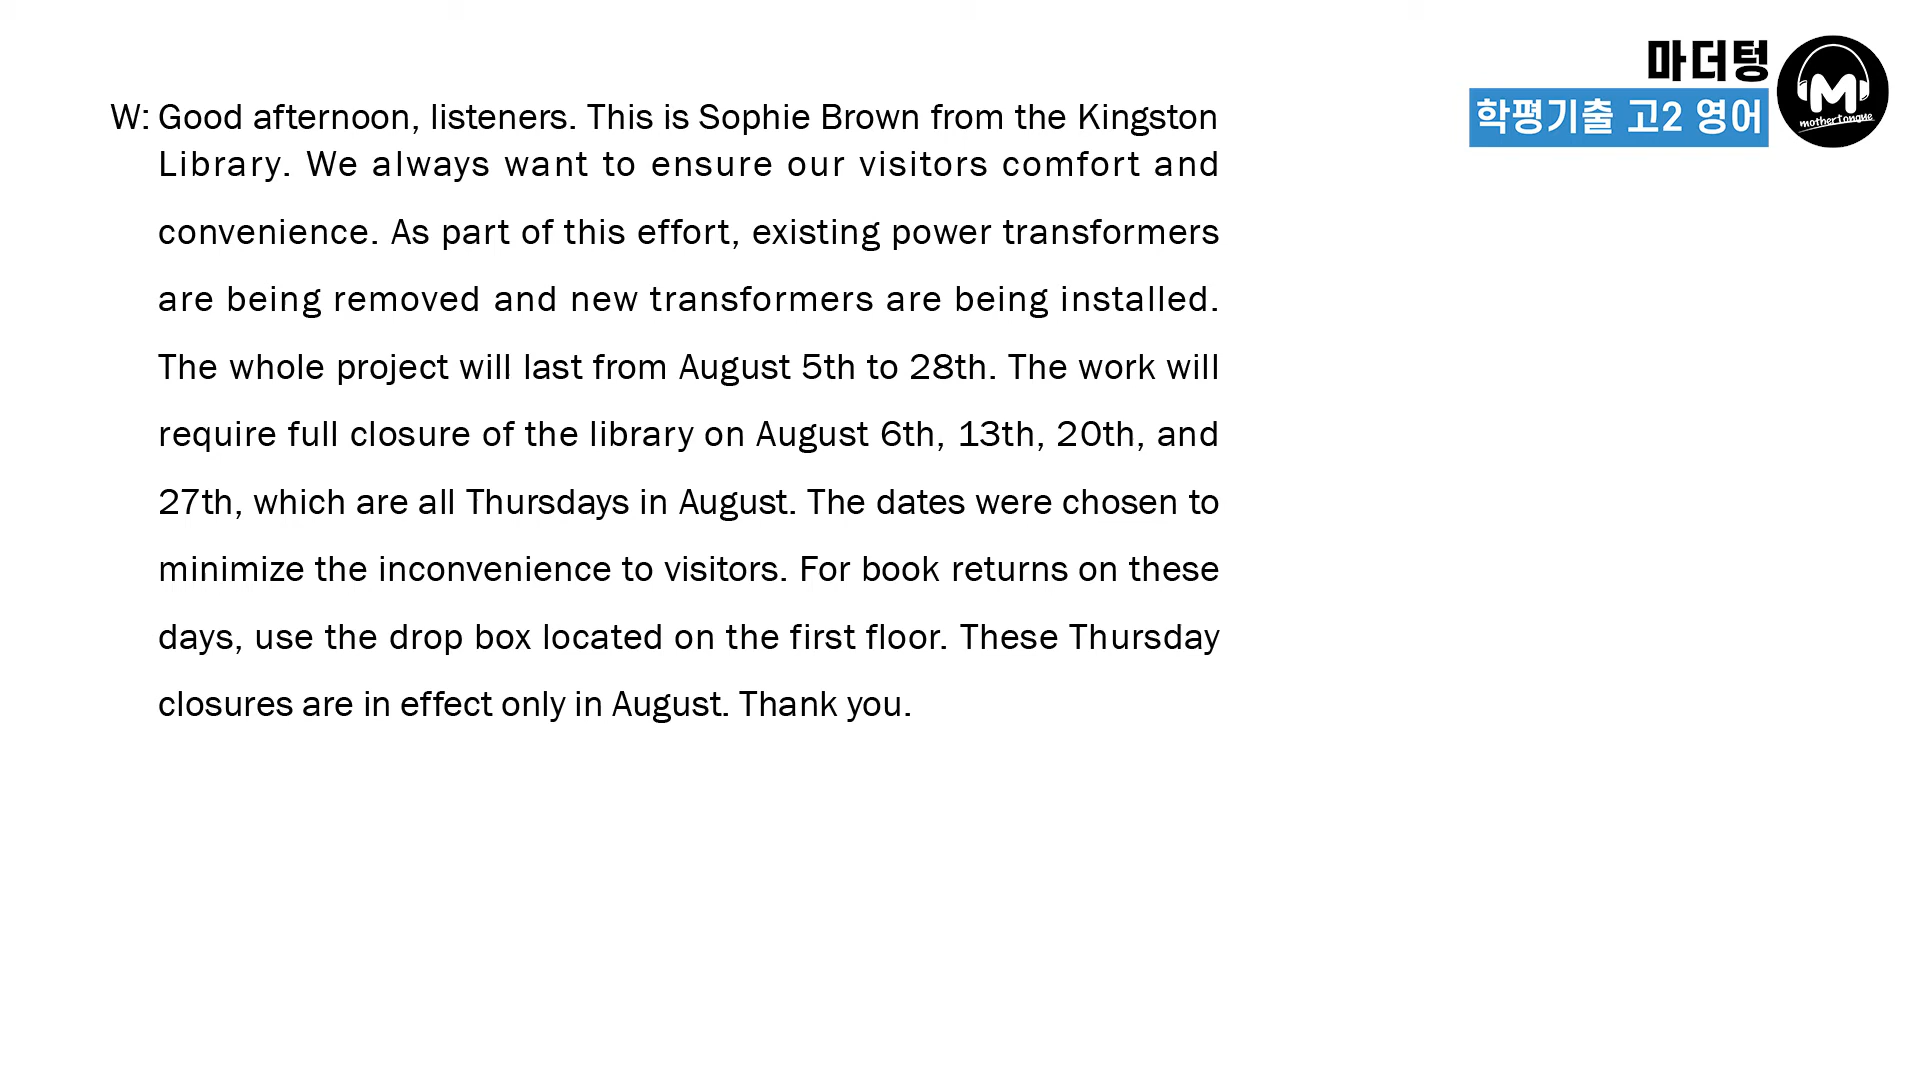 마더텅
학평기출 고2 영어
M
mothertongue
W: Good afternoon, listeners. This is Sophie Brown from the Kingston
Library. We always want to ensure our visitors comfort and
convenience. As part of this effort, existing power transformers
are being removed and new transformers are being installed.
The whole project will last from August 5th to 28th. The work will
require full closure of the library on August 6th, 13th, 20th, and
27th, which are all Thursdays in August. The dates were chosen to
minimize the inconvenience to visitors. For book returns on these
days, use the drop box located on the first floor. These Thursday
closures are in effect only in August. Thank you.